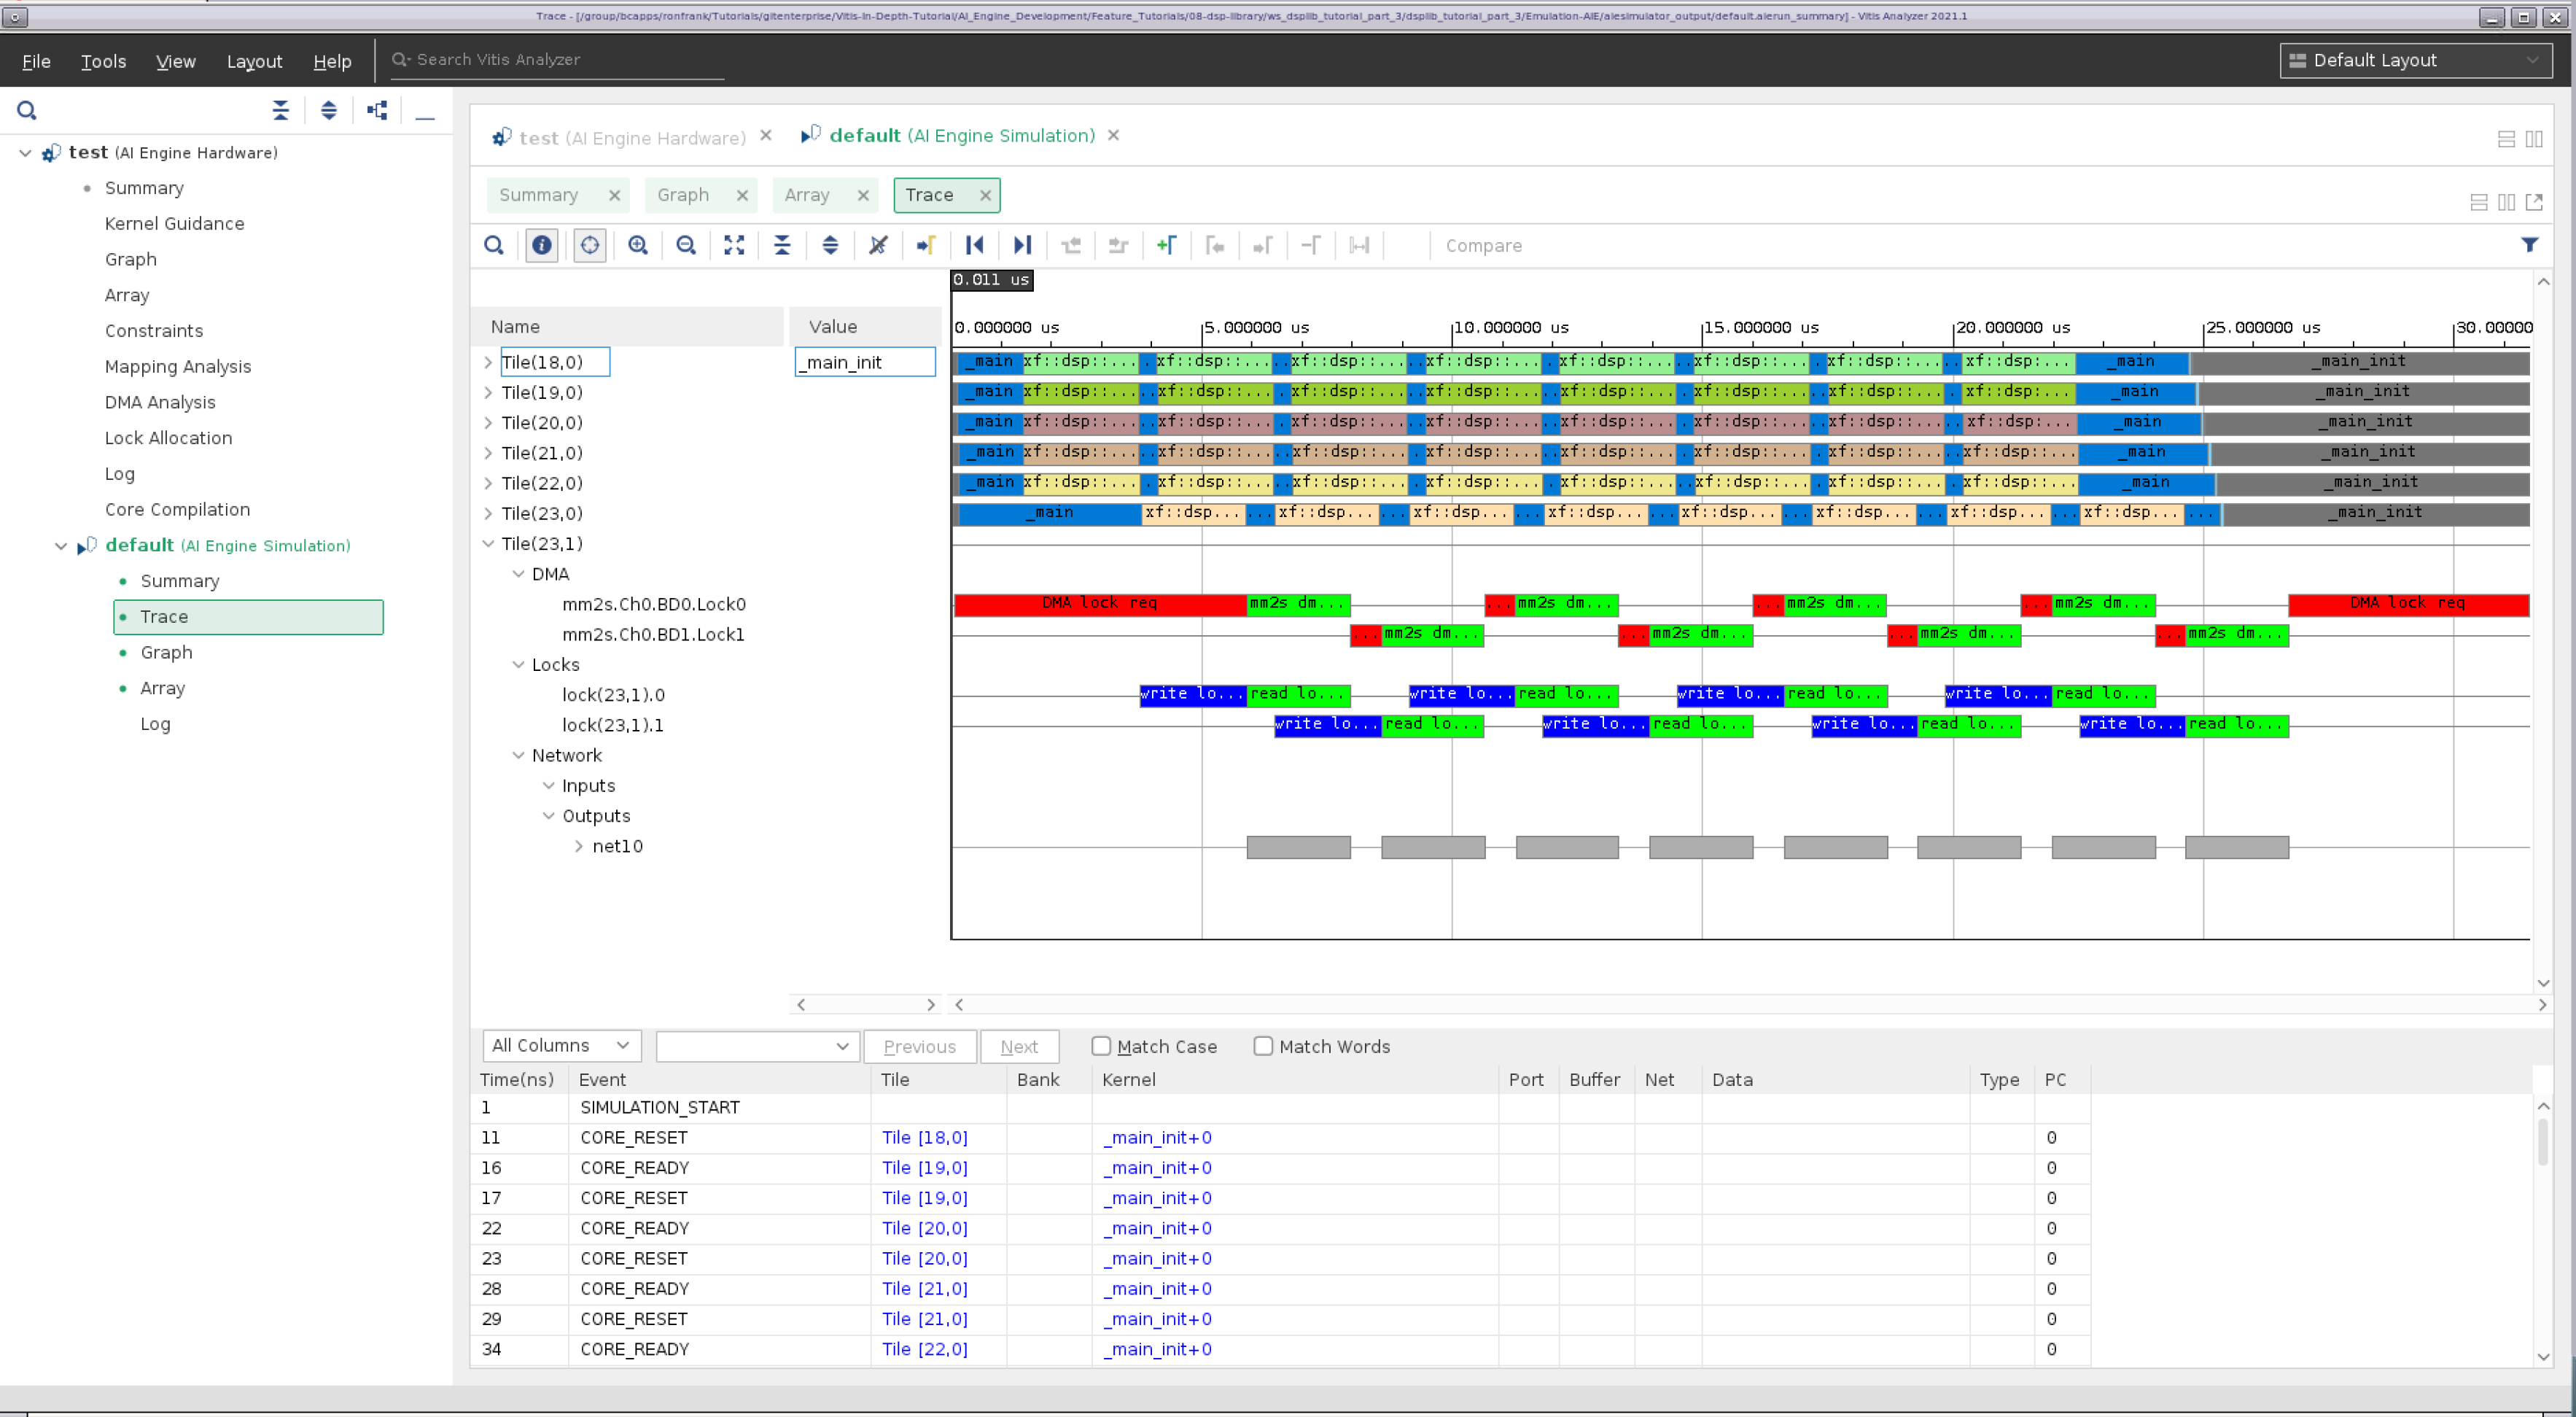 Trace - [/group/bcapps/ronfrank/Tutorials/gitenterprise/Vitis-In-Depth-Tutorial/AI_Engine_Development/Feature_Tutorials/08-dsp-library/ws_dsplib_tutorial_part_3/dsplib_tutorial_part_3/Emulation-AIE/aiesimulator_output/default.aierun_summary] - Vitis Analyzer 2021.1
File Tools View Layout Help Search Vitis Analyzer Default Layout
test (AI Engine Hardware)
Summary
Kernel Guidance
Graph
Array
Constraints
Mapping Analysis
DMA Analysis
Lock Allocation
Log
Core Compilation
default (AI Engine Simulation)
Summary
Trace
Graph
Array
Log
test (AI Engine Hardware) default (AI Engine Simulation)
Summary Graph Array Trace
Compare
0.011 us
Name Value 0.000000 us 5.000000 us 10.000000 us 15.000000 us 20.000000 us 25.000000 us 30.00000
Tile(18,0) _main_init _main xf::dsp::... . xf::dsp::... .. xf::dsp::... .. xf::dsp::... .. xf::dsp::... .. xf::dsp::... . xf::dsp::... .. xf::dsp:... _main _main_init
Tile(19,0) _main xf::dsp::... .. xf::dsp::... .. xf::dsp::... .. xf::dsp::... .. xf::dsp::... .. xf::dsp::... .. xf::dsp::... .. xf::dsp:... _main _main_init
Tile(20,0) _main xf::dsp::... .. xf::dsp::... .. xf::dsp::... .. xf::dsp::... .. xf::dsp::... .. xf::dsp::... .. xf::dsp::... .. xf::dsp:... _main _main_init
Tile(21,0) _main xf::dsp::... .. xf::dsp::... .. xf::dsp::... .. xf::dsp::... . xf::dsp::... . xf::dsp::... .. xf::dsp::... .. xf::dsp::... _main _main_init
Tile(22,0) _main xf::dsp::... . xf::dsp::... . xf::dsp::... . xf::dsp::... . xf::dsp::... .. xf::dsp::... . xf::dsp::... . xf::dsp::... _main _main_init
Tile(23,0) _main xf::dsp... ... xf::dsp... ... xf::dsp... ... xf::dsp... ... xf::dsp... ... xf::dsp... ... xf::dsp... ... xf::dsp... ... _main_init
Tile(23,1)
DMA
mm2s.Ch0.BD0.Lock0 DMA lock req mm2s dm... ... mm2s dm... ... mm2s dm... ... mm2s dm... DMA lock req
mm2s.Ch0.BD1.Lock1 ... mm2s dm... ... mm2s dm... ... mm2s dm... ... mm2s dm...
Locks
lock(23,1).0 write lo... read lo... write lo... read lo... write lo... read lo... write lo... read lo...
lock(23,1).1 write lo... read lo... write lo... read lo... write lo... read lo... write lo... read lo...
Network
Inputs
Outputs
net10
All Columns Previous Next Match Case Match Words
Time(ns) Event Tile Bank Kernel Port Buffer Net Data Type PC
1 SIMULATION_START
11 CORE_RESET Tile [18,0] _main_init+0 0
16 CORE_READY Tile [19,0] _main_init+0 0
17 CORE_RESET Tile [19,0] _main_init+0 0
22 CORE_READY Tile [20,0] _main_init+0 0
23 CORE_RESET Tile [20,0] _main_init+0 0
28 CORE_READY Tile [21,0] _main_init+0 0
29 CORE_RESET Tile [21,0] _main_init+0 0
34 CORE_READY Tile [22,0] _main_init+0 0